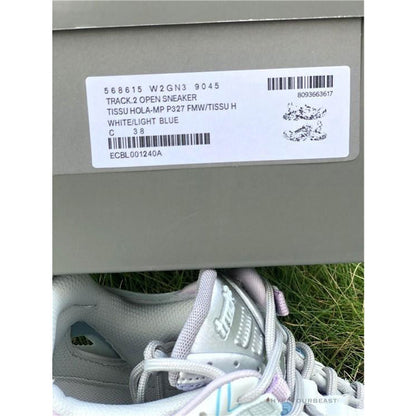 568615 W2GN3 9045
TRACK.2 OPEN SNEAKER
TISSU HOLA-MP P327 FMW/TISSU H
WHITE/LIGHT BLUE
C 38
ECBL001240A
8093663617
track